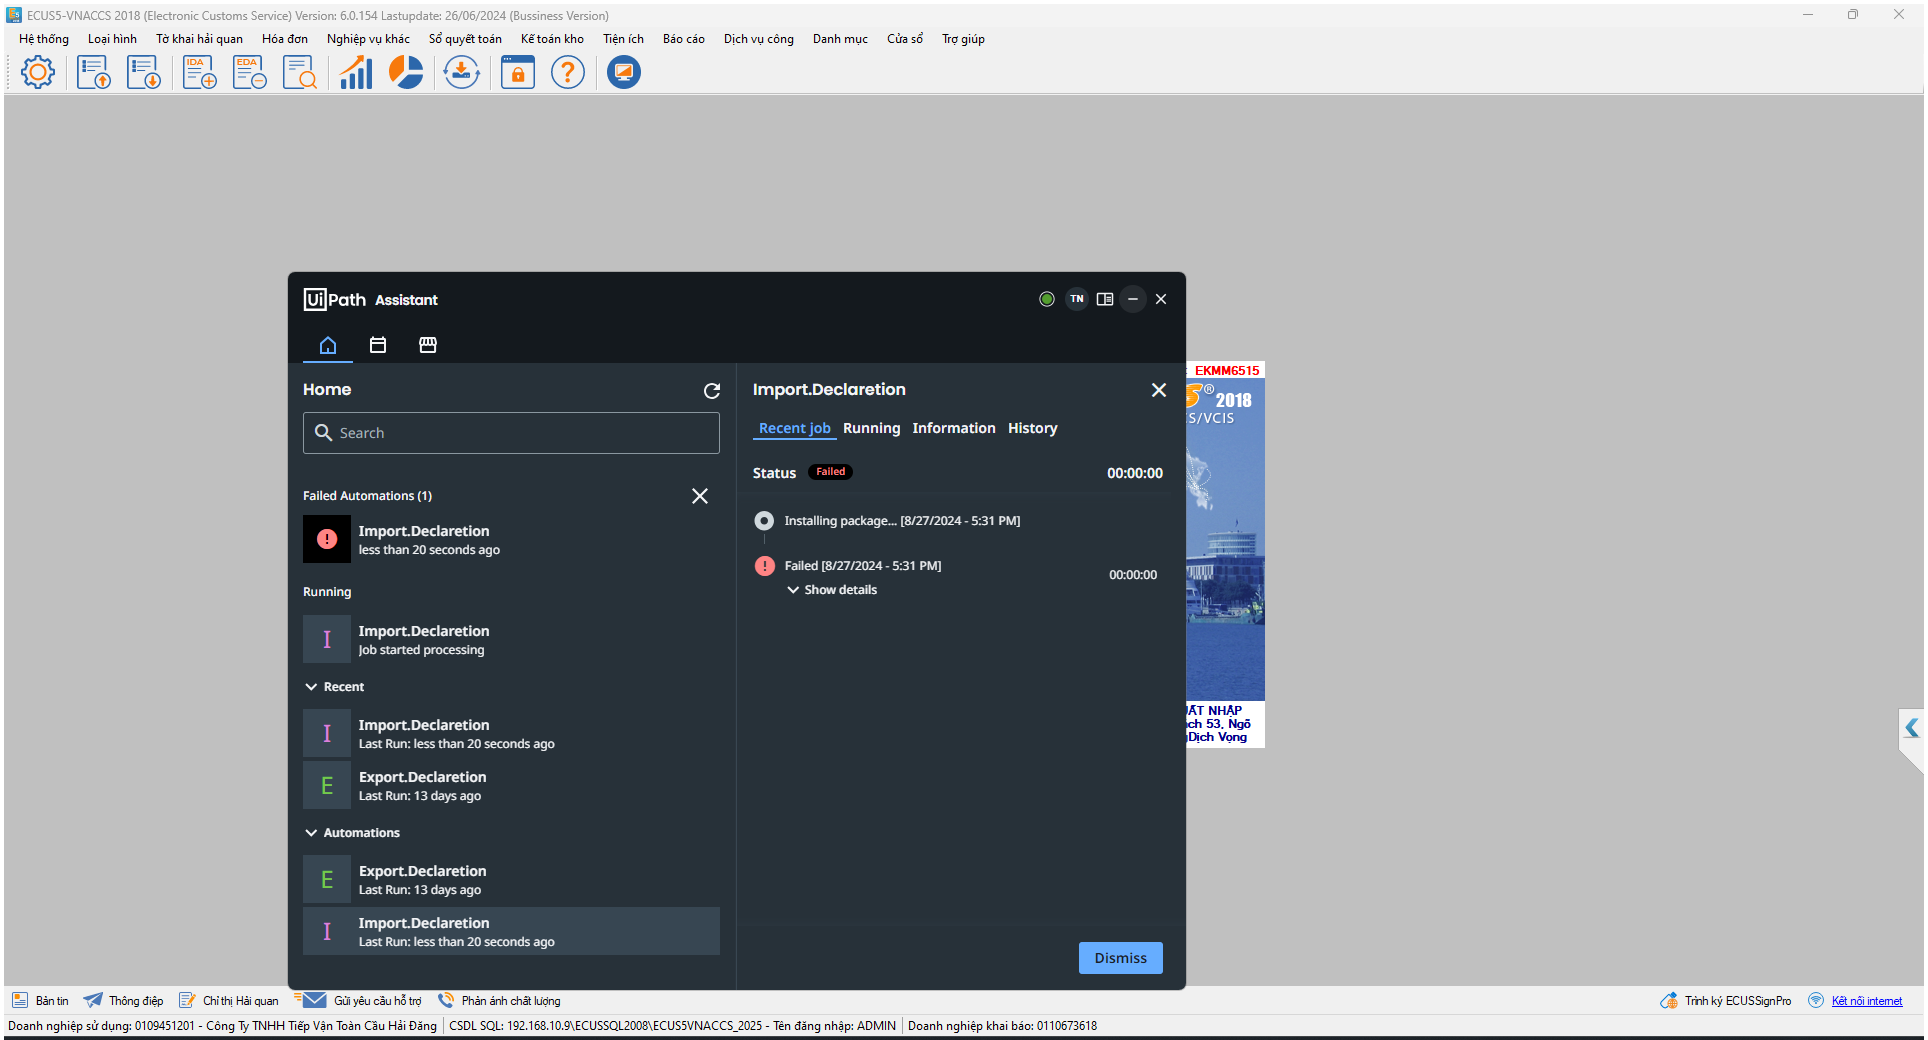 ECUS5-VNACCS 2018 (Electronic Customs Service) Version: 6.0.154 Lastupdate: 26/06/2024 (Bussiness Version)
Hệ thống Loại hình Tờ khai hải quan Hóa đơn Nghiệp vụ khác Sổ quyết toán Kế toán kho Tiện ích Báo cáo Dịch vụ công Danh mục Cửa sổ Trợ giúp
IDA EDA
UiPath Assistant
TN
Home
Search
Failed Automations (1)
Import.Declaretion
less than 20 seconds ago
Running
I
Import.Declaretion
Job started processing
Recent
I
Import.Declaretion
Last Run: less than 20 seconds ago
E
Export.Declaretion
Last Run: 13 days ago
Automations
E
Export.Declaretion
Last Run: 13 days ago
I
Import.Declaretion
Last Run: less than 20 seconds ago
Import.Declaretion
Recent job Running Information History
Status Failed 00:00:00
Installing package... [8/27/2024 - 5:31 PM]
Failed [8/27/2024 - 5:31 PM]
00:00:00
Show details
Dismiss
: EKMM6515
5® 2018
S/VCIS
ẤT NHẬP
ch 53, Ngõ
Dịch Vọng
Bản tin Thông điệp Chỉ thị Hải quan Gửi yêu cầu hỗ trợ Phản ánh chất lượng Trình ký ECUSSignPro Kết nối internet
Doanh nghiệp sử dụng: 0109451201 - Công Ty TNHH Tiếp Vận Toàn Cầu Hải Đăng CSDL SQL: 192.168.10.9\ECUSSQL2008\ECUS5VNACCS_2025 - Tên đăng nhập: ADMIN Doanh nghiệp khai báo: 0110673618